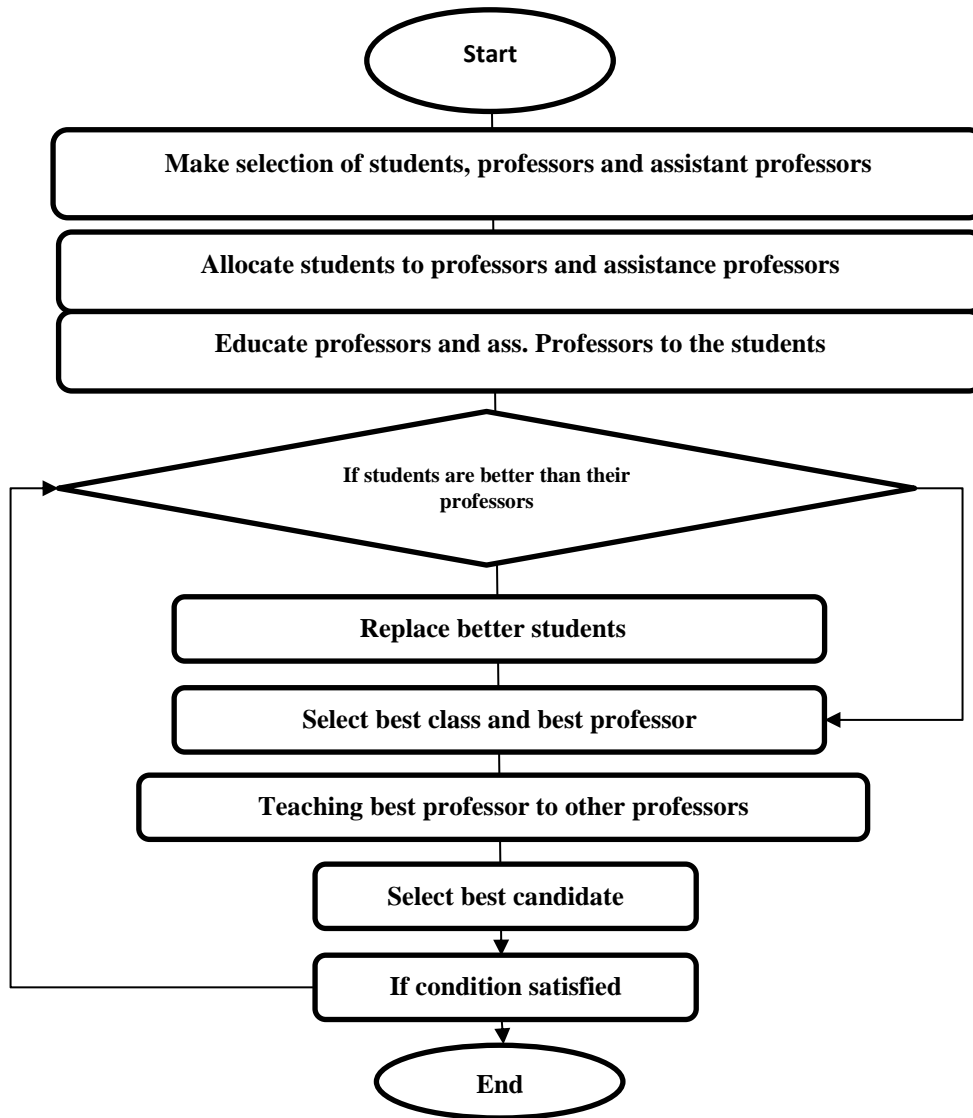 Start
Make selection of students, professors and assistant professors
Allocate students to professors and assistance professors
Educate professors and ass. Professors to the students
If students are better than their
professors
Replace better students
Select best class and best professor
Teaching best professor to other professors
Select best candidate
If condition satisfied
End